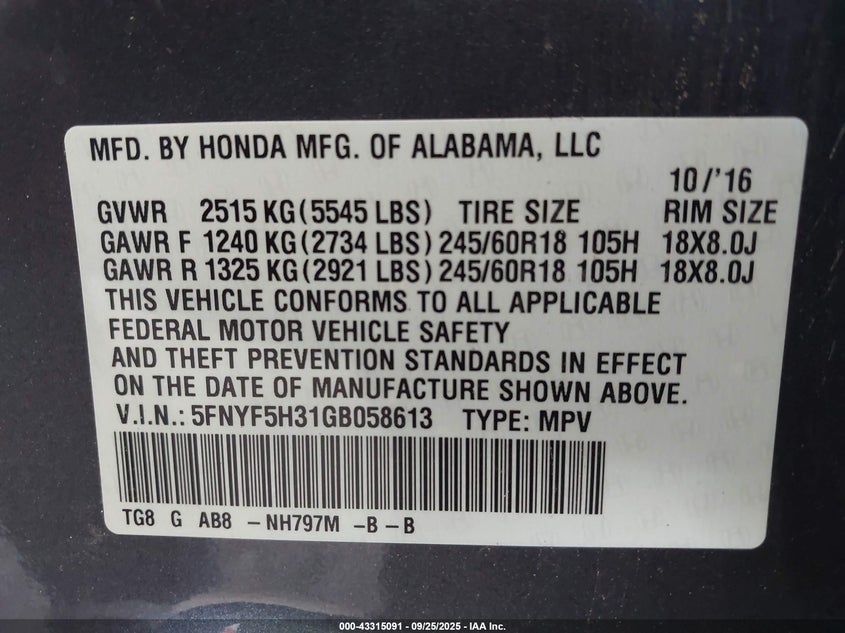 MFD. BY HONDA MFG. OF ALABAMA, LLC
10/'16
GVWR 2515 KG (5545 LBS) TIRE SIZE RIM SIZE
GAWR F 1240 KG (2734 LBS) 245/60R18 105H 18X8.0J
GAWR R 1325 KG (2921 LBS) 245/60R18 105H 18X8.0J
THIS VEHICLE CONFORMS TO ALL APPLICABLE
FEDERAL MOTOR VEHICLE SAFETY
AND THEFT PREVENTION STANDARDS IN EFFECT
ON THE DATE OF MANUFACTURE SHOWN ABOVE.
V.I.N.: 5FNYF5H31GB058613 TYPE: MPV
TG8 G AB8 -NH797M -B-B
000-43315091 - 09/25/2025 - IAA Inc.